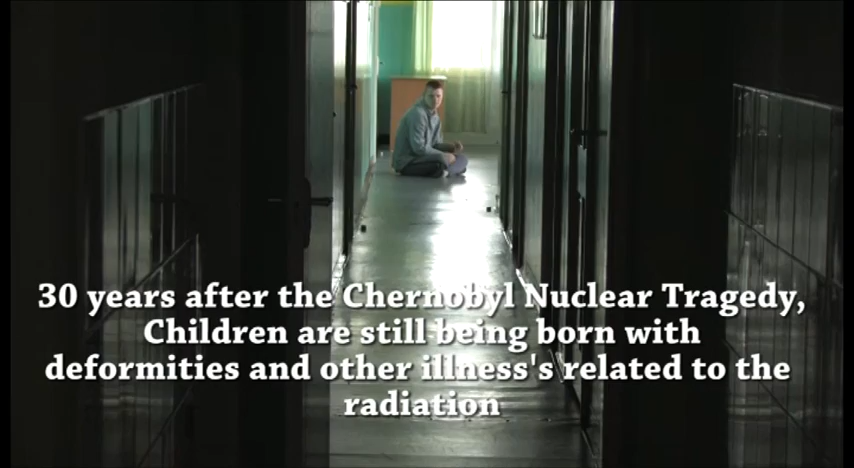 30 years after the Chernobyl Nuclear Tragedy,
Children are still being born with
deformities and other illness's related to the
radiation